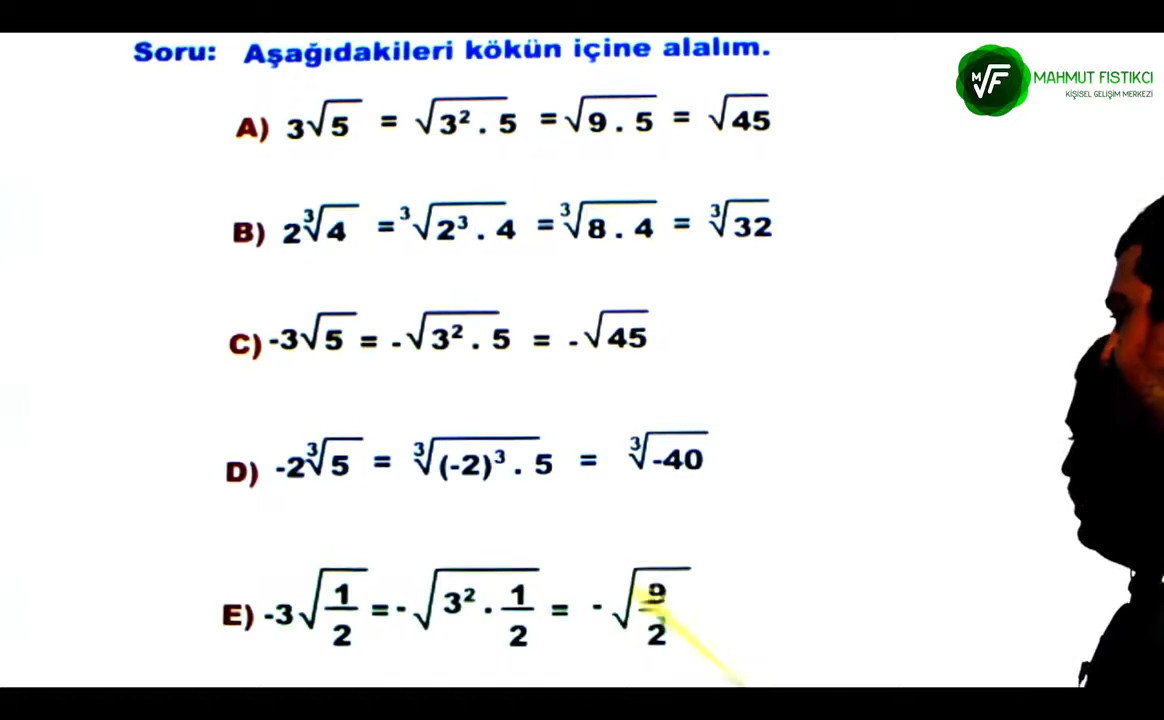 Soru: Aşağıdakileri kökün içine alalım.
MAHMUT FISTIKCI
KİŞİSEL GELİŞİM MERKEZİ
A) 3√5 = √3² . 5 = √9 . 5 = √45
B) 2∛4 = ∛2³ . 4 = ∛8 . 4 = ∛32
C) -3√5 = -√3² . 5 = -√45
D) -2∛5 = ∛(-2)³ . 5 = ∛-40
E) -3√1/2 = -√3² . 1/2 = -√9/2